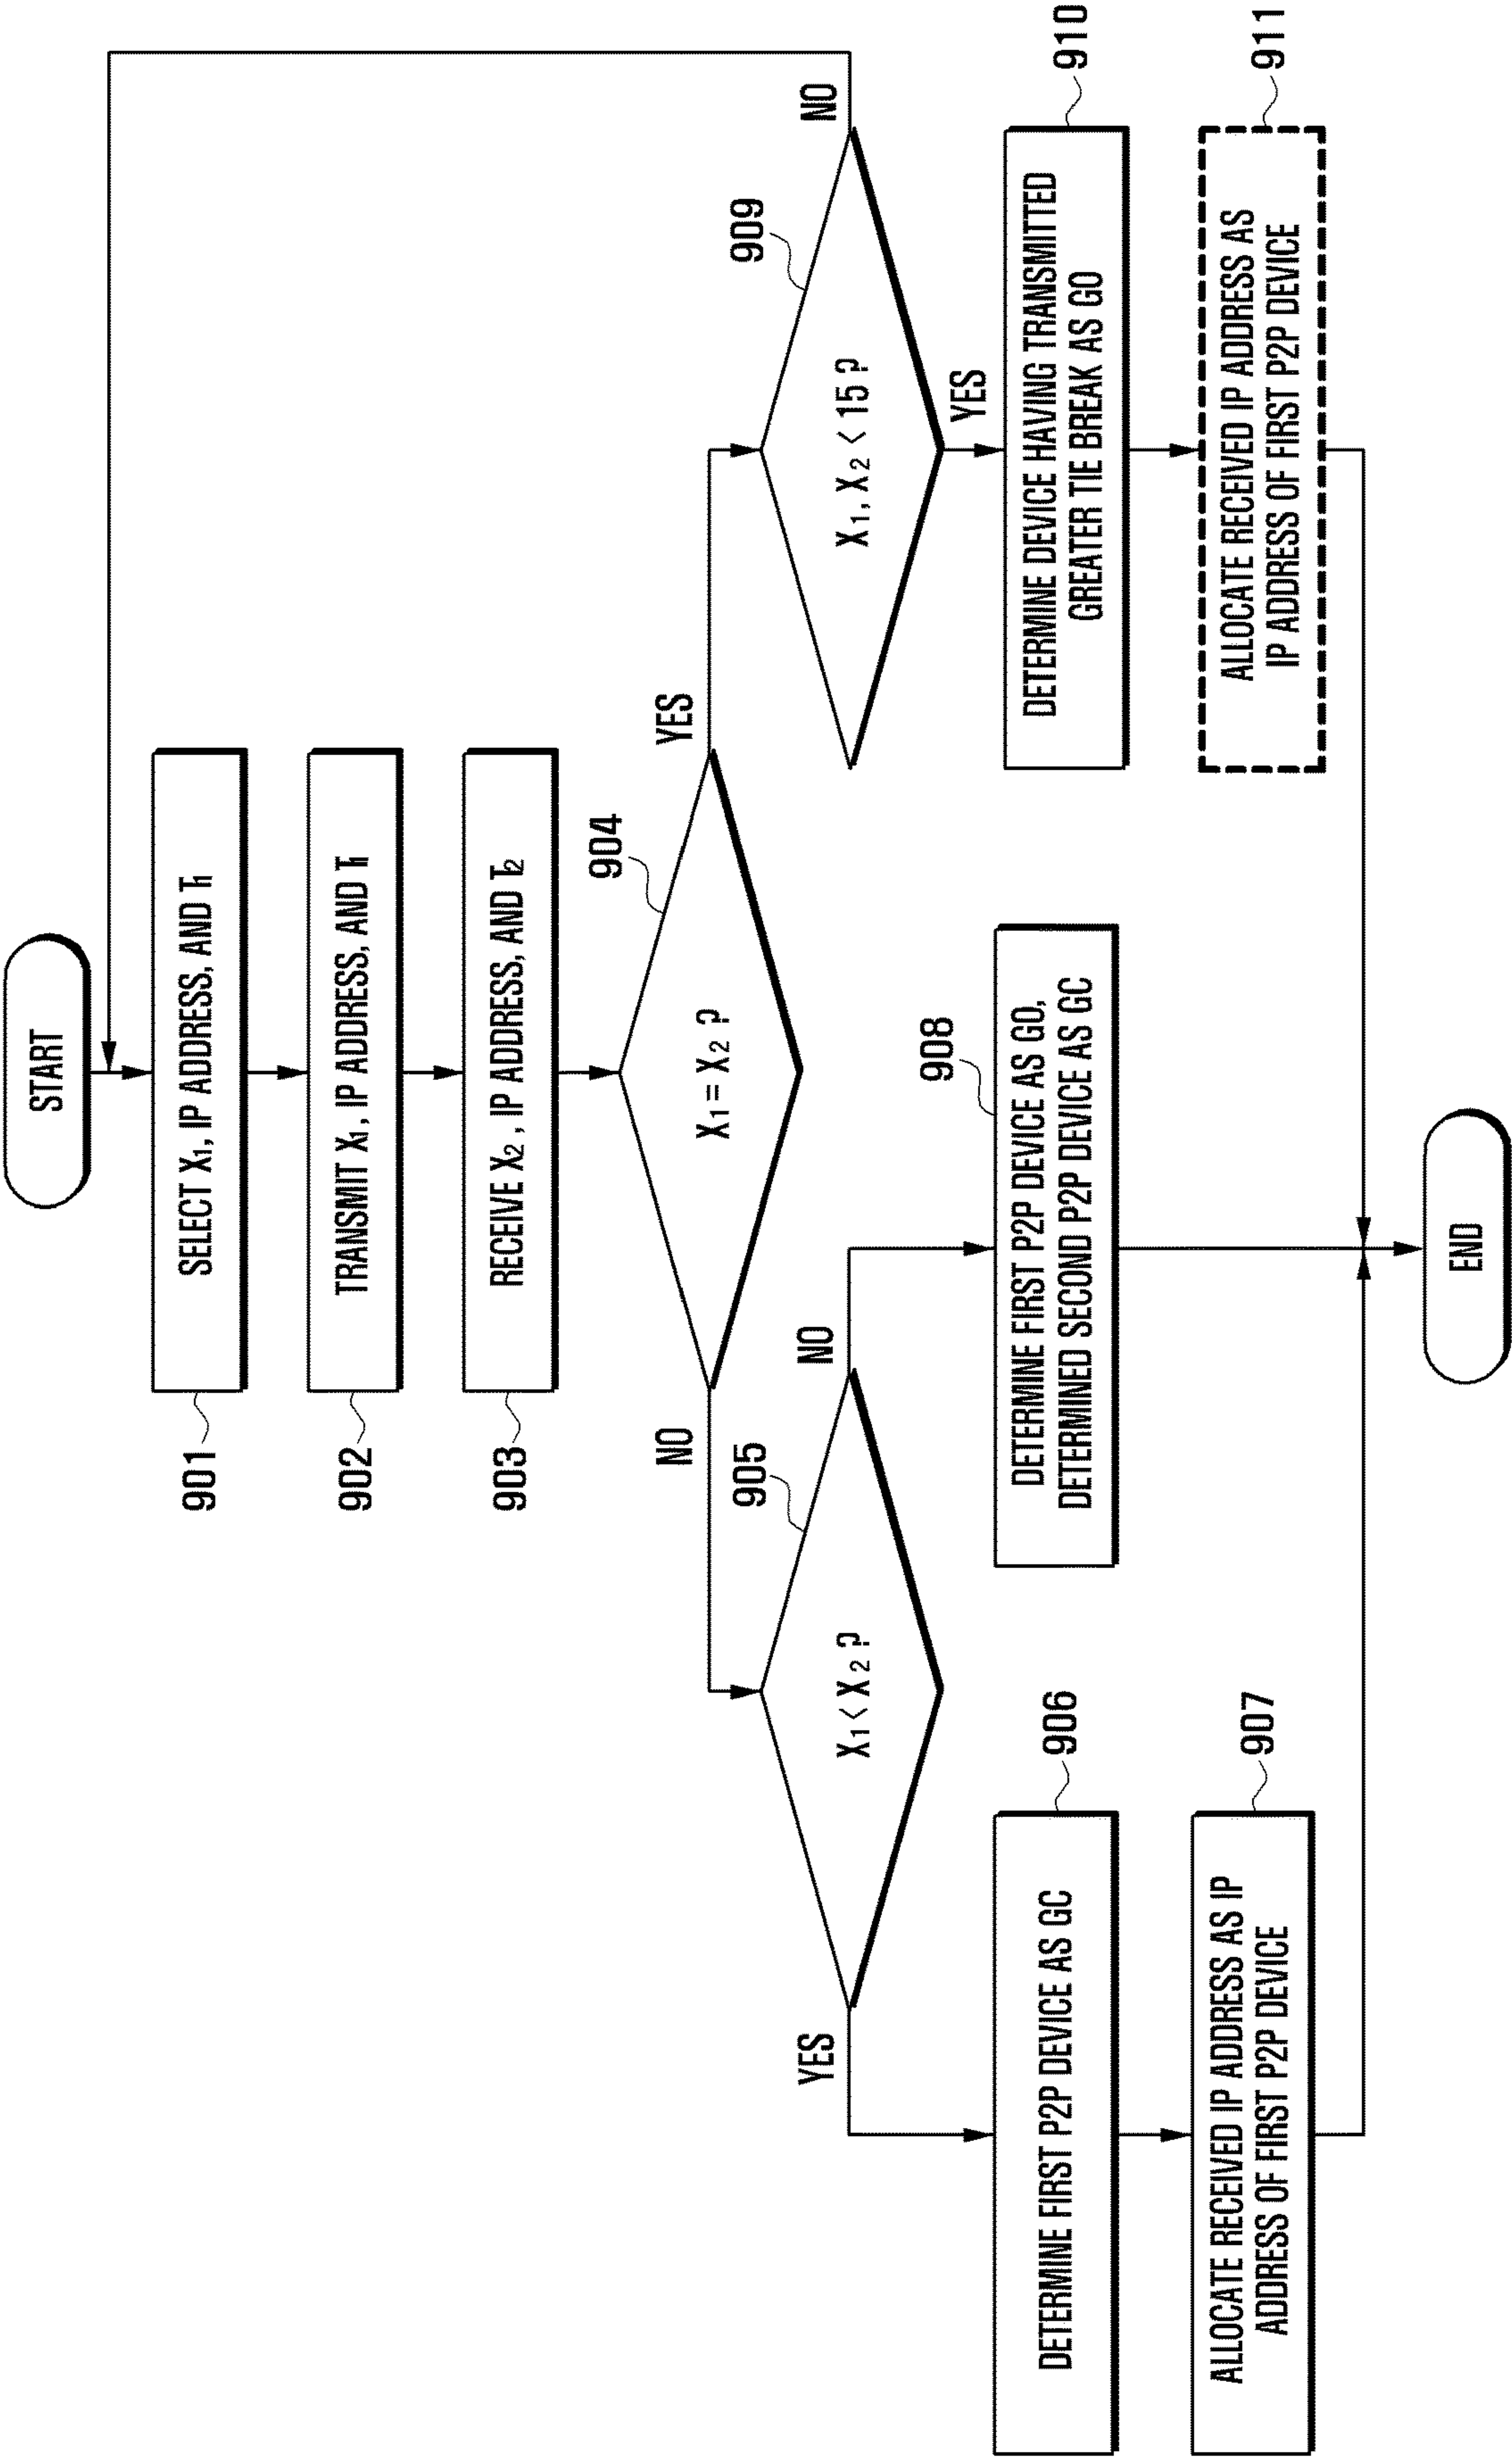 START
SELECT X1, IP ADDRESS, AND T1
901
TRANSMIT X1, IP ADDRESS, AND T1
902
RECEIVE X2, IP ADDRESS, AND T2
903
904
X1 = X2 ?
NO
YES
905
X1 < X2 ?
YES
NO
906
DETERMINE FIRST P2P DEVICE AS GC
907
ALLOCATE RECEIVED IP ADDRESS AS IP
ADDRESS OF FIRST P2P DEVICE
908
DETERMINE FIRST P2P DEVICE AS GO,
DETERMINED SECOND P2P DEVICE AS GC
909
X1, X2 < 15 ?
NO
YES
910
DETERMINE DEVICE HAVING TRANSMITTED
GREATER TIE BREAK AS GO
911
ALLOCATE RECEIVED IP ADDRESS AS
IP ADDRESS OF FIRST P2P DEVICE
END